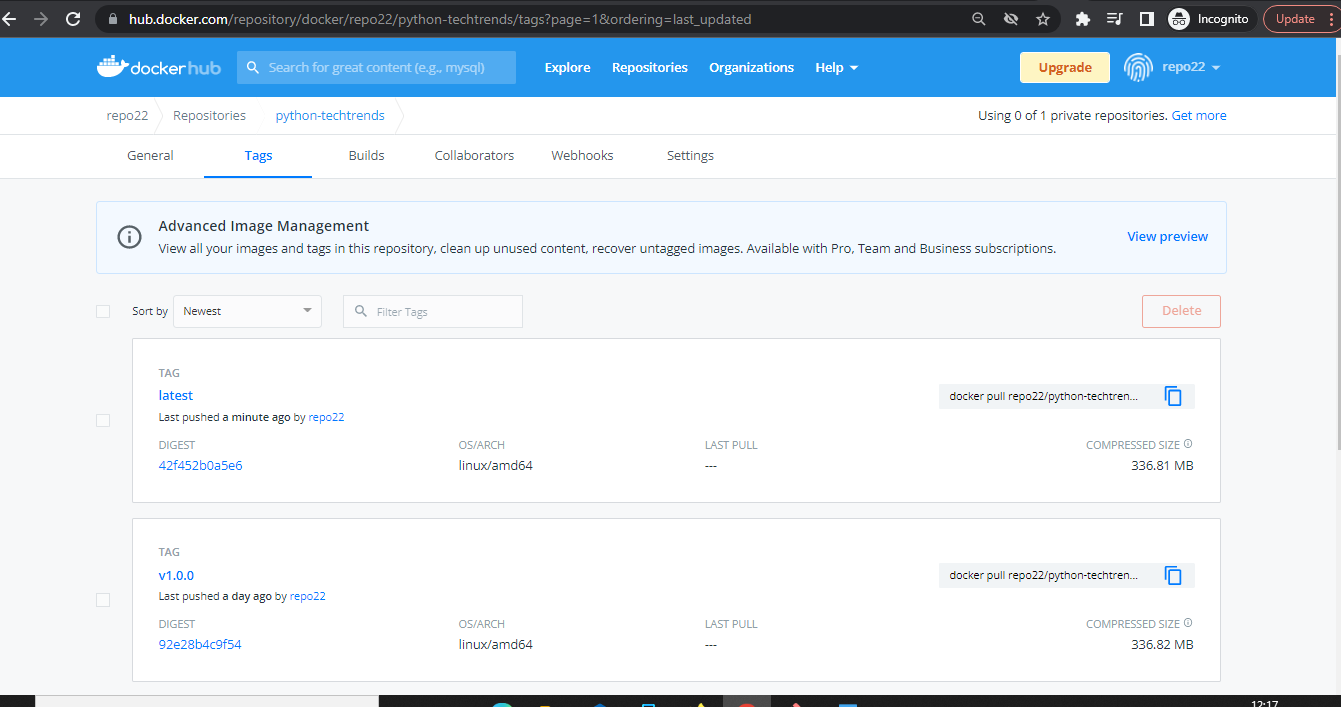 hub.docker.com/repository/docker/repo22/python-techtrends/tags?page=1&ordering=last_updated
Incognito
Update
docker hub
Search for great content (e.g., mysql)
Explore
Repositories
Organizations
Help
Upgrade
repo22
repo22
Repositories
python-techtrends
Using 0 of 1 private repositories. Get more
General
Tags
Builds
Collaborators
Webhooks
Settings
Advanced Image Management
View all your images and tags in this repository, clean up unused content, recover untagged images. Available with Pro, Team and Business subscriptions.
View preview
Sort by
Newest
Filter Tags
Delete
TAG
latest
Last pushed a minute ago by repo22
docker pull repo22/python-techtren...
DIGEST
OS/ARCH
LAST PULL
COMPRESSED SIZE
42f452b0a5e6
linux/amd64
---
336.81 MB
TAG
v1.0.0
Last pushed a day ago by repo22
docker pull repo22/python-techtren...
DIGEST
OS/ARCH
LAST PULL
COMPRESSED SIZE
92e28b4c9f54
linux/amd64
---
336.82 MB
12:17